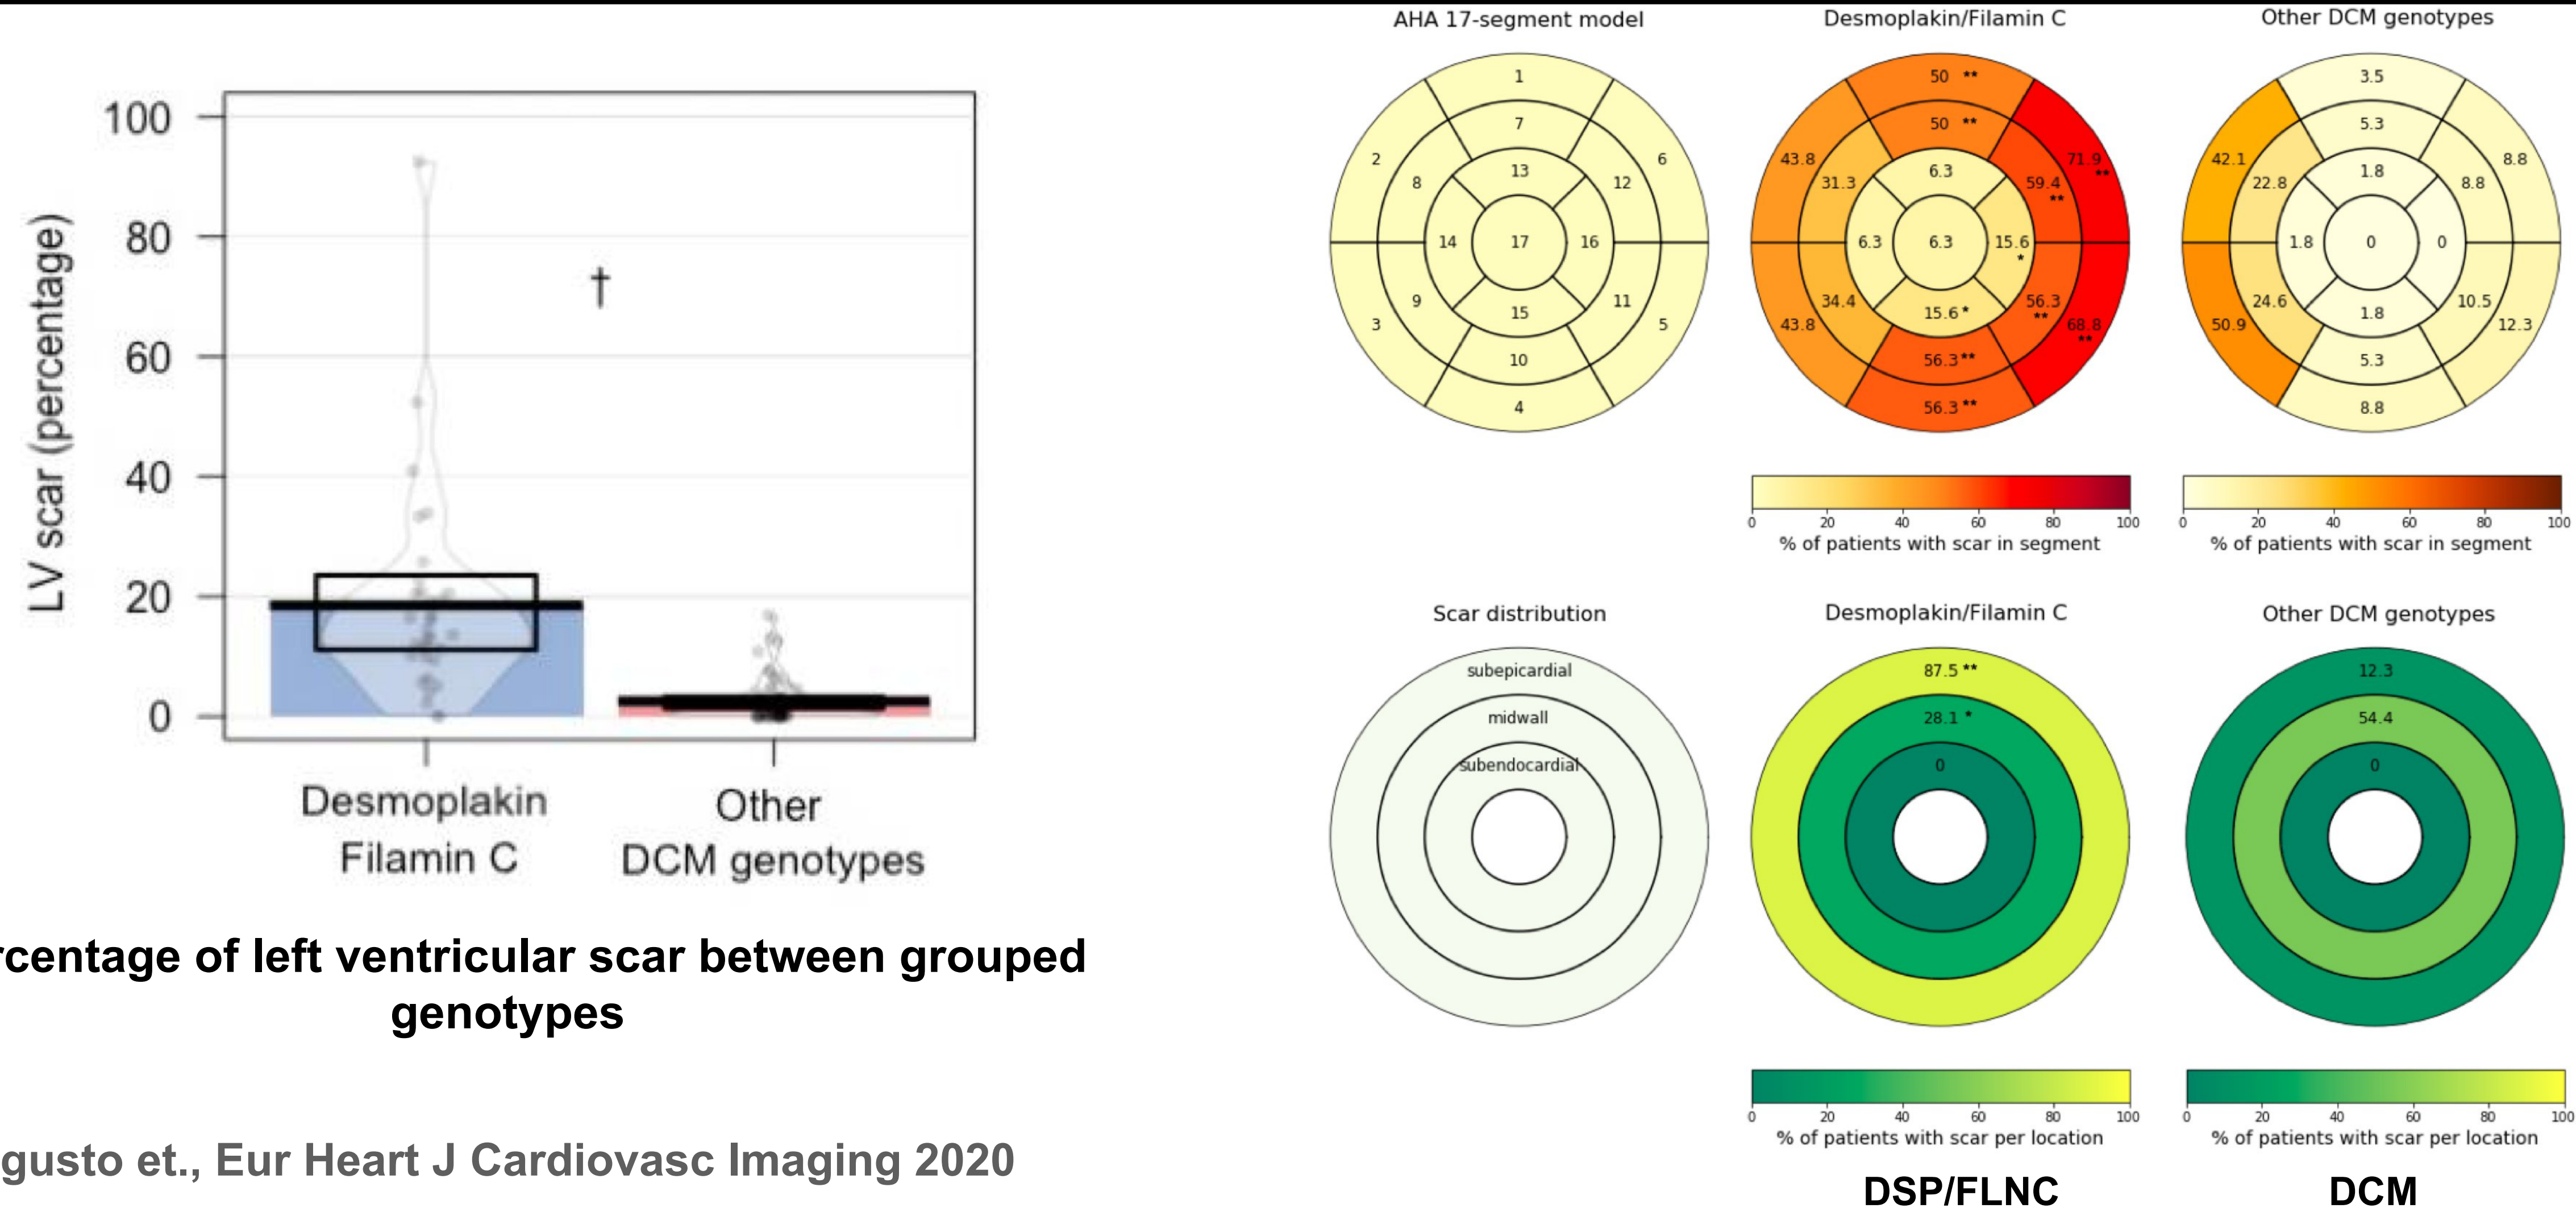 100
80
60
40
20
0
LV scar (percentage)
†
Desmoplakin
Filamin C
Other
DCM genotypes
rcentage of left ventricular scar between grouped
genotypes
gusto et., Eur Heart J Cardiovasc Imaging 2020
AHA 17-segment model
1
2
3
4
5
6
7
8
9
10
11
12
13
14
15
16
17
Desmoplakin/Filamin C
50 **
50 **
43.8
71.9
**
31.3
59.4
**
6.3
6.3
6.3
15.6
*
34.4
56.3
**
43.8
68.8
**
15.6 *
56.3 **
56.3 **
0 20 40 60 80 100
% of patients with scar in segment
Other DCM genotypes
3.5
5.3
42.1
8.8
22.8
8.8
1.8
1.8
0
0
24.6
10.5
50.9
12.3
1.8
5.3
8.8
0 20 40 60 80 100
% of patients with scar in segment
Scar distribution
subepicardial
midwall
subendocardial
Desmoplakin/Filamin C
87.5 **
28.1 *
0
0 20 40 60 80 100
% of patients with scar per location
DSP/FLNC
Other DCM genotypes
12.3
54.4
0
0 20 40 60 80 100
% of patients with scar per location
DCM